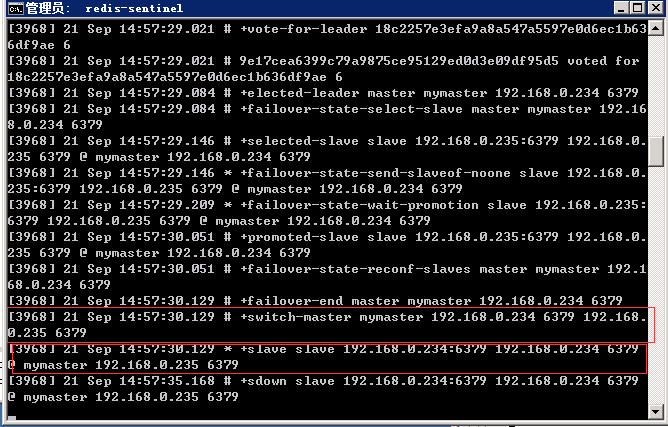 管理员: redis-sentinel
[3968] 21 Sep 14:57:29.021 # +vote-for-leader 18c2257e3efa9a8a547a5597e0d6ec1b63
6df9ae 6
[3968] 21 Sep 14:57:29.021 # 9e17cea6399c79a9875ce95129ed0d3e09df95d5 voted for
18c2257e3efa9a8a547a5597e0d6ec1b636df9ae 6
[3968] 21 Sep 14:57:29.084 # +elected-leader master mymaster 192.168.0.234 6379
[3968] 21 Sep 14:57:29.084 # +failover-state-select-slave master mymaster 192.16
8.0.234 6379
[3968] 21 Sep 14:57:29.146 # +selected-slave slave 192.168.0.235:6379 192.168.0.
235 6379 @ mymaster 192.168.0.234 6379
[3968] 21 Sep 14:57:29.146 * +failover-state-send-slaveof-noone slave 192.168.0.
235:6379 192.168.0.235 6379 @ mymaster 192.168.0.234 6379
[3968] 21 Sep 14:57:29.209 * +failover-state-wait-promotion slave 192.168.0.235:
6379 192.168.0.235 6379 @ mymaster 192.168.0.234 6379
[3968] 21 Sep 14:57:30.051 # +promoted-slave slave 192.168.0.235:6379 192.168.0.
235 6379 @ mymaster 192.168.0.234 6379
[3968] 21 Sep 14:57:30.051 # +failover-state-reconf-slaves master mymaster 192.1
68.0.234 6379
[3968] 21 Sep 14:57:30.129 # +failover-end master mymaster 192.168.0.234 6379
[3968] 21 Sep 14:57:30.129 # +switch-master mymaster 192.168.0.234 6379 192.168.
0.235 6379
[3968] 21 Sep 14:57:30.129 * +slave slave 192.168.0.234:6379 192.168.0.234 6379
@ mymaster 192.168.0.235 6379
[3968] 21 Sep 14:57:35.168 # +sdown slave 192.168.0.234:6379 192.168.0.234 6379
@ mymaster 192.168.0.235 6379